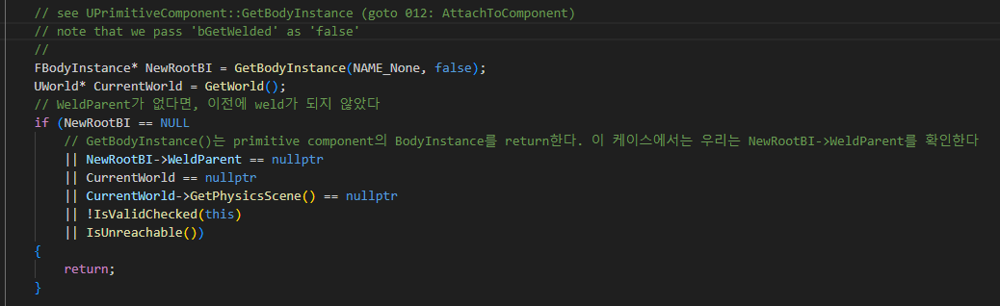 // see UPrimitiveComponent::GetBodyInstance (goto 012: AttachToComponent)
// note that we pass 'bGetWelded' as 'false'
//
FBodyInstance* NewRootBI = GetBodyInstance(NAME_None, false);
UWorld* CurrentWorld = GetWorld();
// WeldParent가 없다면, 이전에 weld가 되지 않았다
if (NewRootBI == NULL
// GetBodyInstance()는 primitive component의 BodyInstance를 return한다. 이 케이스에서는 우리는 NewRootBI->WeldParent를 확인한다
|| NewRootBI->WeldParent == nullptr
|| CurrentWorld == nullptr
|| CurrentWorld->GetPhysicsScene() == nullptr
|| !IsValidChecked(this)
|| IsUnreachable())
{
return;
}